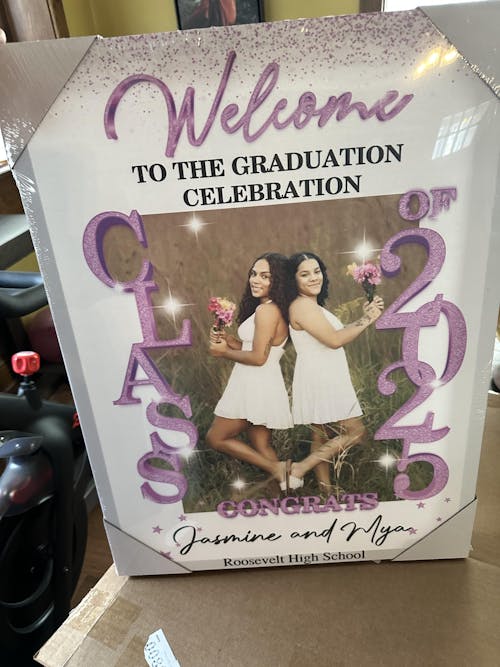 Welcome
TO THE GRADUATION
CELEBRATION
CLASS
OF
2025
CONGRATS
Jasmine and Mya
Roosevelt High School